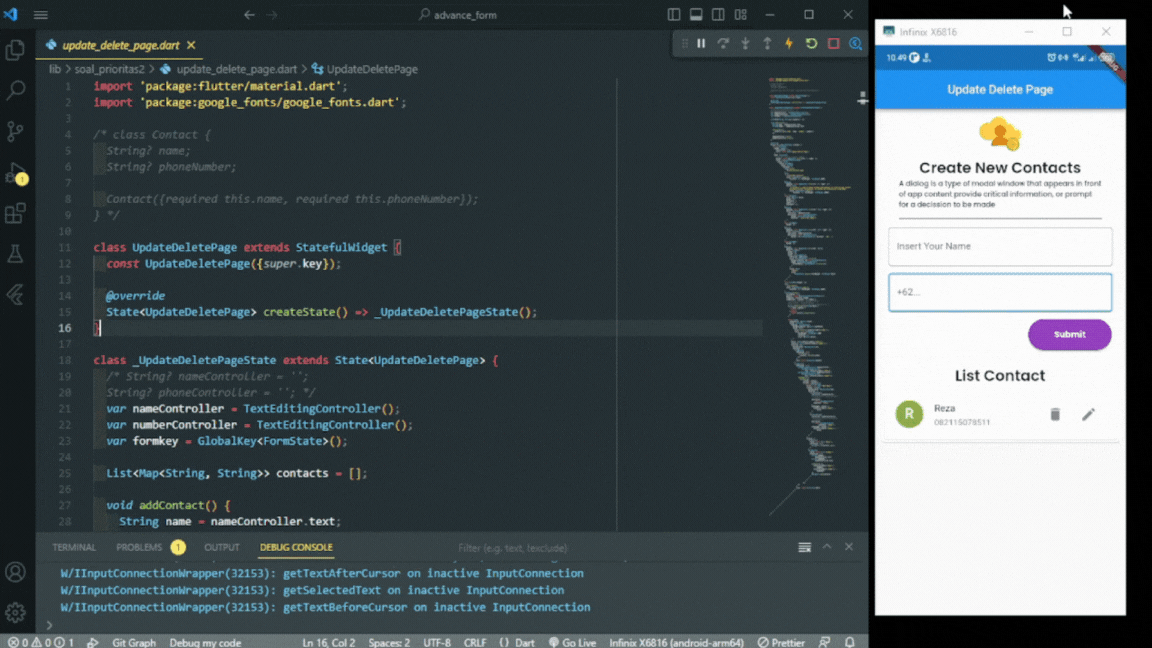 advance_form
update_delete_page.dart
lib > soal_prioritas2 > update_delete_page.dart > UpdateDeletePage
1 import 'package:flutter/material.dart';
2 import 'package:google_fonts/google_fonts.dart';
3
4 /* class Contact {
5 String? name;
6 String? phoneNumber;
7
8 Contact({required this.name, required this.phoneNumber});
9 } */
10
11 class UpdateDeletePage extends StatefulWidget {
12 const UpdateDeletePage({super.key});
13
14 @override
15 State<UpdateDeletePage> createState() => _UpdateDeletePageState();
16 }
17
18 class _UpdateDeletePageState extends State<UpdateDeletePage> {
19 /* String? nameController = '';
20 String? phoneController = ''; */
21 var nameController = TextEditingController();
22 var numberController = TextEditingController();
23 var formkey = GlobalKey<FormState>();
24
25 List<Map<String, String>> contacts = [];
26
27 void addContact() {
28 String name = nameController.text;
TERMINAL PROBLEMS 1 OUTPUT DEBUG CONSOLE Filter (e.g. text, !exclude)
W/IInputConnectionWrapper(32153): getTextAfterCursor on inactive InputConnection
W/IInputConnectionWrapper(32153): getSelectedText on inactive InputConnection
W/IInputConnectionWrapper(32153): getTextBeforeCursor on inactive InputConnection
0 0 1 Git Graph Debug my code Ln 16, Col 2 Spaces: 2 UTF-8 CRLF {} Dart Go Live Infinix X6816 (android-arm64) Prettier
Infinix X6816
10.49
Update Delete Page
Create New Contacts
A dialog is a type of modal window that appears in front
of app content provide critical information, or prompt
for a decission to be made
Insert Your Name
+62...
Submit
List Contact
R
Reza
082115078511